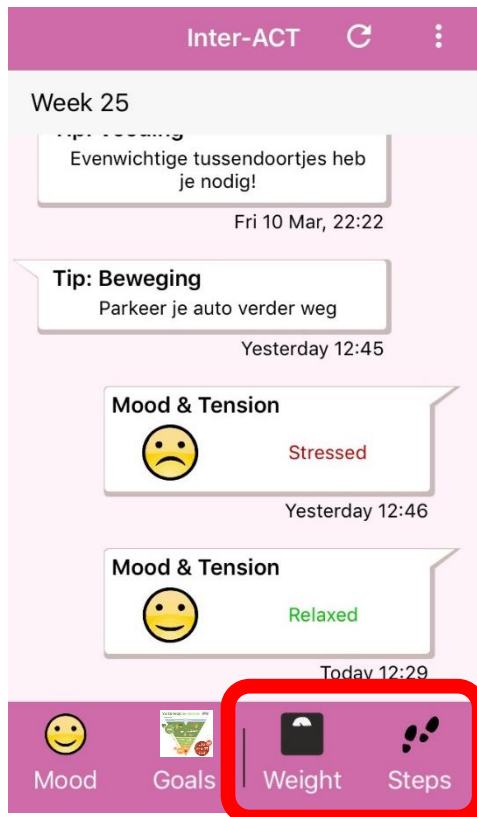 Inter-ACT
Week 25
Evenwichtige tussendoortjes heb
je nodig!
Fri 10 Mar, 22:22
Tip: Beweging
Parkeer je auto verder weg
Yesterday 12:45
Mood & Tension
Stressed
Yesterday 12:46
Mood & Tension
Relaxed
Today 12:29
Mood
Goals
Weight
Steps